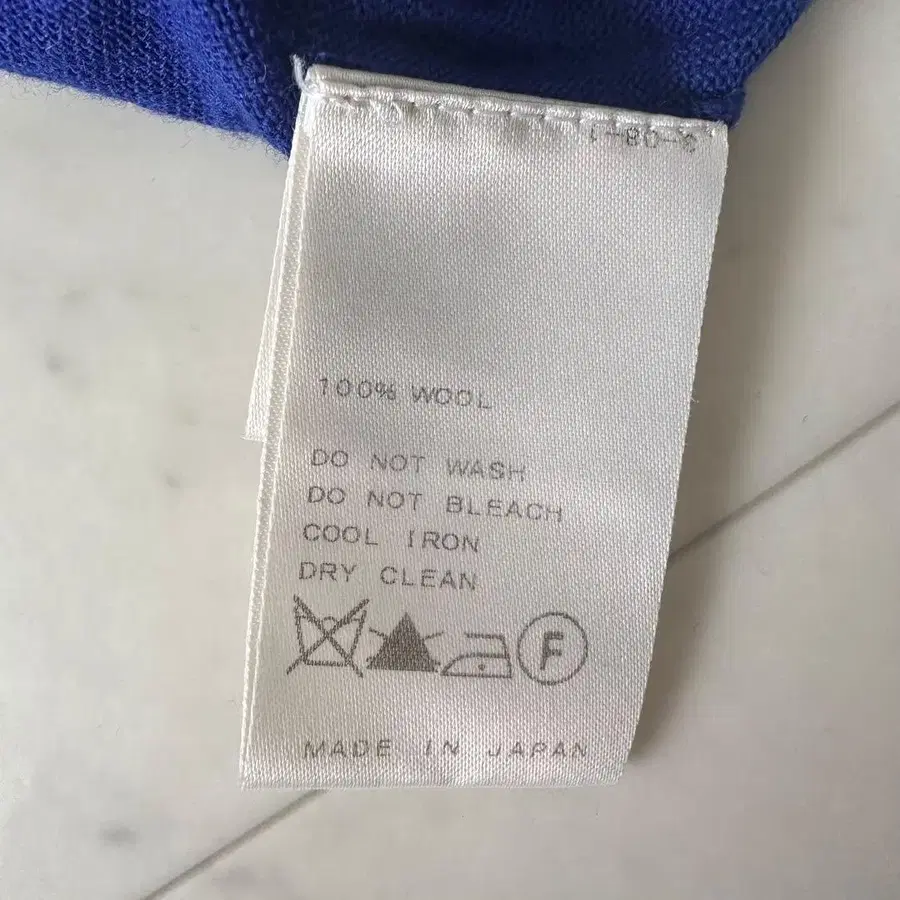 100% WOOL
DO NOT WASH
DO NOT BLEACH
COOL IRON
DRY CLEAN
F
MADE IN JAPAN